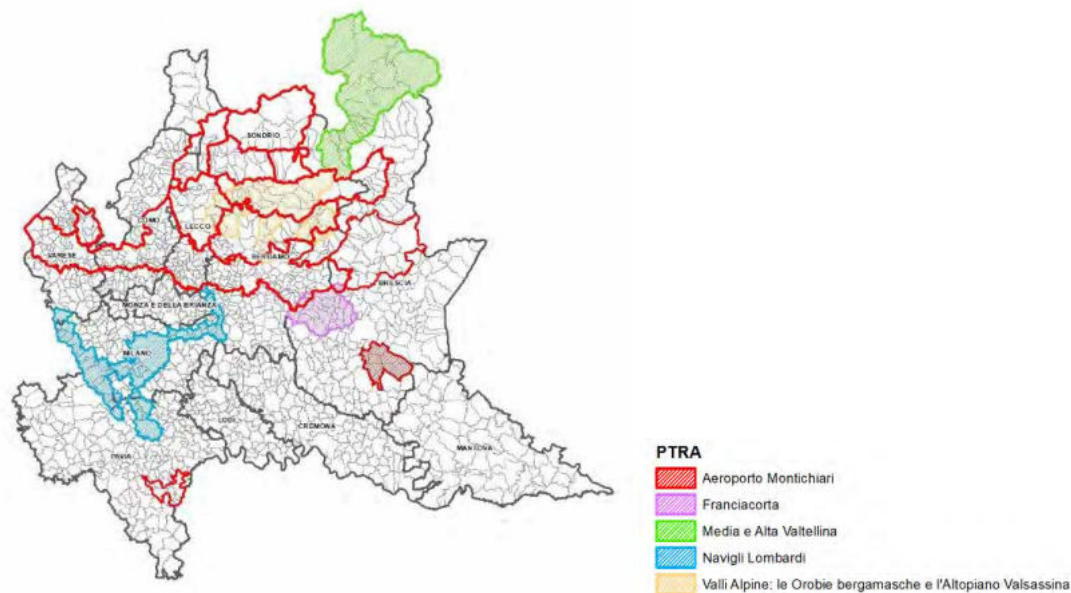 SONDRIO
COMO
LECCO
VARESE
BERGAMO
BRESCIA
MONZA E DELLA BRIANZA
MILANO
LODI
CREMONA
MANTOVA
PAVIA
PTRA
Aeroporto Montichiari
Franciacorta
Media e Alta Valtellina
Navigli Lombardi
Valli Alpine: le Orobie bergamasche e l'Altopiano Valsassina